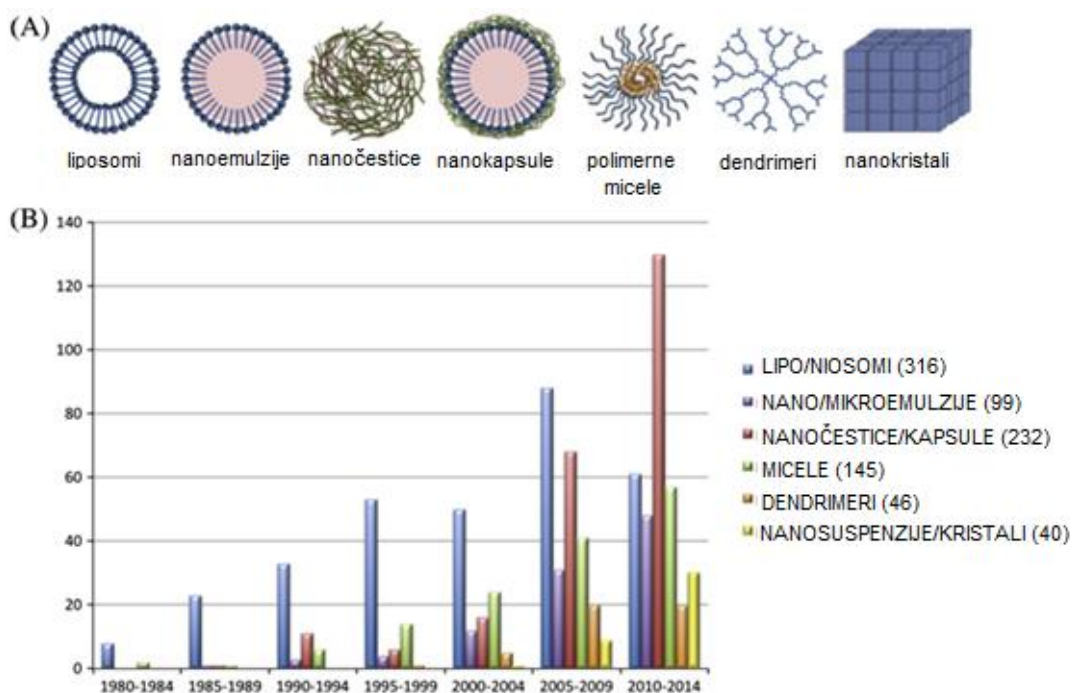 (A)
liposomi
nanoemulzije
nanočestice
nanokapsule
polimerne
micele
dendrimeri
nanokristali
(B)
140
120
100
80
60
40
20
0
1980-1984
1985-1989
1990-1994
1995-1999
2000-2004
2005-2009
2010-2014
LIPO/NIOSOMI (316)
NANO/MIKROEMULZIJE (99)
NANOČESTICE/KAPSULE (232)
MICELE (145)
DENDRIMERI (46)
NANOSUSPENZIJE/KRISTALI (40)